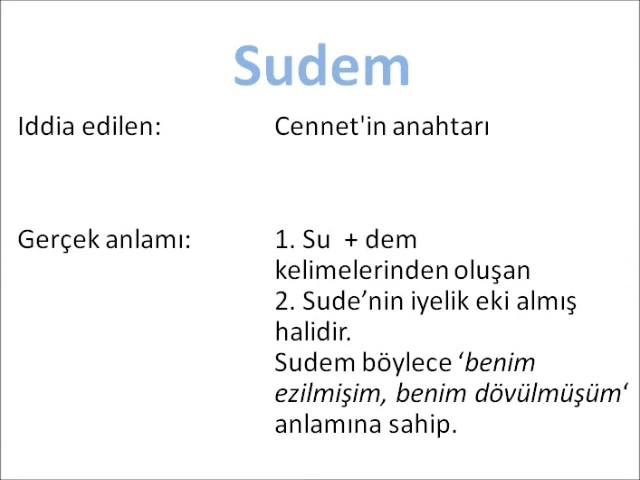 Sudem
Iddia edilen: Cennet'in anahtarı
Gerçek anlamı: 1. Su + dem
kelimelerinden oluşan
2. Sude’nin iyelik eki almış
halidir.
Sudem böylece ‘benim
ezilmişim, benim dövülmüşüm‘
anlamına sahip.